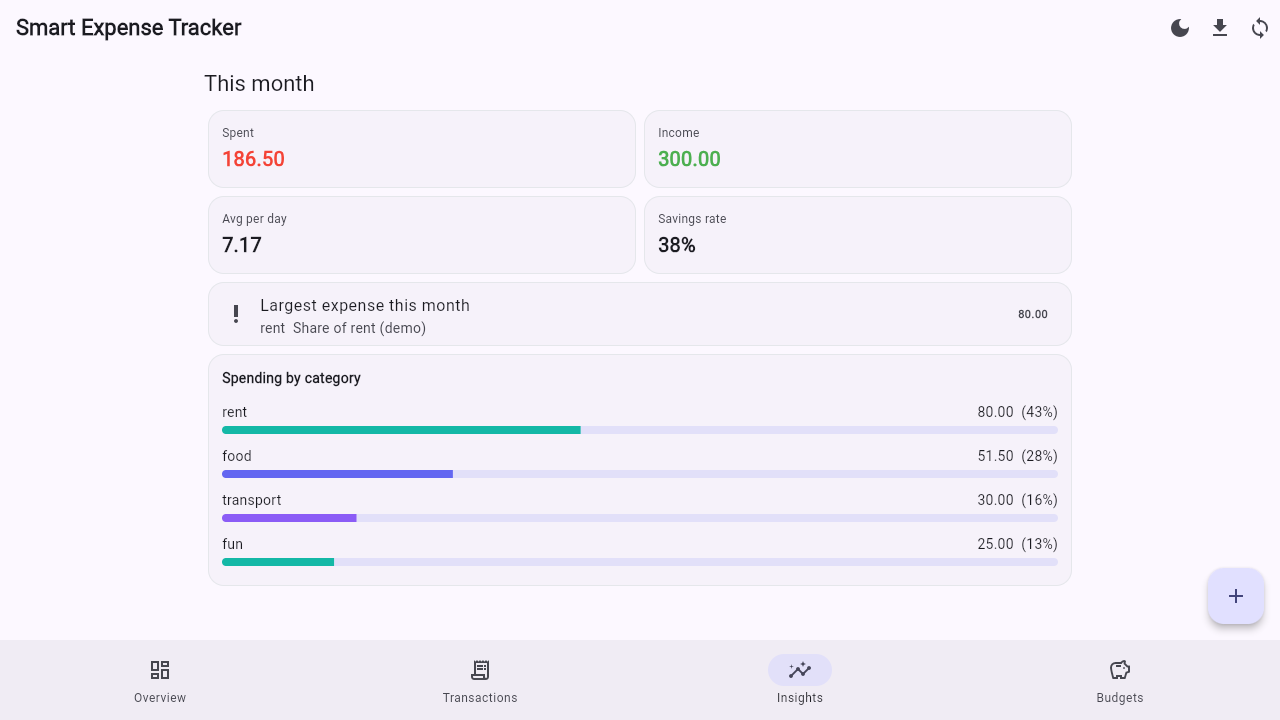 Smart Expense Tracker
This month
Spent
186.50
Income
300.00
Avg per day
7.17
Savings rate
38%
Largest expense this month
rent  Share of rent (demo)
80.00
Spending by category
rent 80.00  (43%)
food 51.50  (28%)
transport 30.00  (16%)
fun 25.00  (13%)
Overview
Transactions
Insights
Budgets